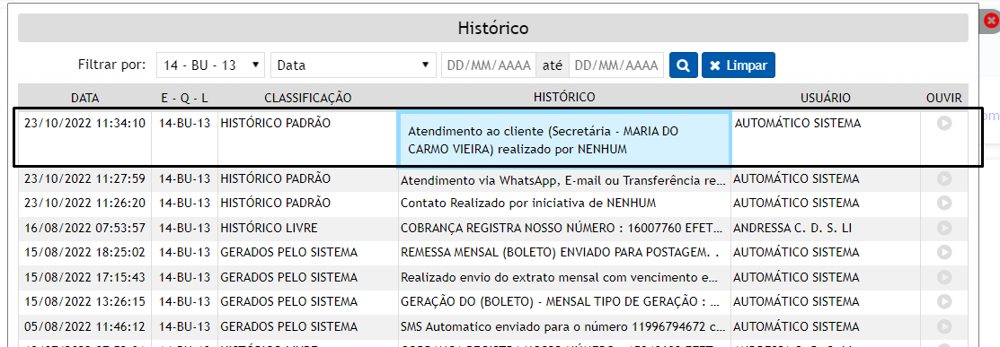 Histórico
Filtrar por: 14 - BU - 13 Data DD/MM/AAAA até DD/MM/AAAA Limpar
DATA E - Q - L CLASSIFICAÇÃO HISTÓRICO USUÁRIO OUVIR
23/10/2022 11:34:10 14-BU-13 HISTÓRICO PADRÃO Atendimento ao cliente (Secretária - MARIA DO AUTOMÁTICO SISTEMA
CARMO VIEIRA) realizado por NENHUM
23/10/2022 11:27:59 14-BU-13 HISTÓRICO PADRÃO Atendimento via WhatsApp, E-mail ou Transferência re... AUTOMÁTICO SISTEMA
23/10/2022 11:26:20 14-BU-13 HISTÓRICO PADRÃO Contato Realizado por iniciativa de NENHUM AUTOMÁTICO SISTEMA
16/08/2022 07:53:57 14-BU-13 HISTÓRICO LIVRE COBRANÇA REGISTRA NOSSO NÚMERO : 16007760 EFET... ANDRESSA C. D. S. LI
15/08/2022 18:25:02 14-BU-13 GERADOS PELO SISTEMA REMESSA MENSAL (BOLETO) ENVIADO PARA POSTAGEM. . AUTOMÁTICO SISTEMA
15/08/2022 17:15:43 14-BU-13 GERADOS PELO SISTEMA Realizado envio do extrato mensal com vencimento e... AUTOMÁTICO SISTEMA
15/08/2022 13:26:15 14-BU-13 GERADOS PELO SISTEMA GERAÇÃO DO (BOLETO) - MENSAL TIPO DE GERAÇÃO : ... AUTOMÁTICO SISTEMA
05/08/2022 11:46:12 14-BU-13 GERADOS PELO SISTEMA SMS Automatico enviado para o número 11996794672 c... AUTOMÁTICO SISTEMA